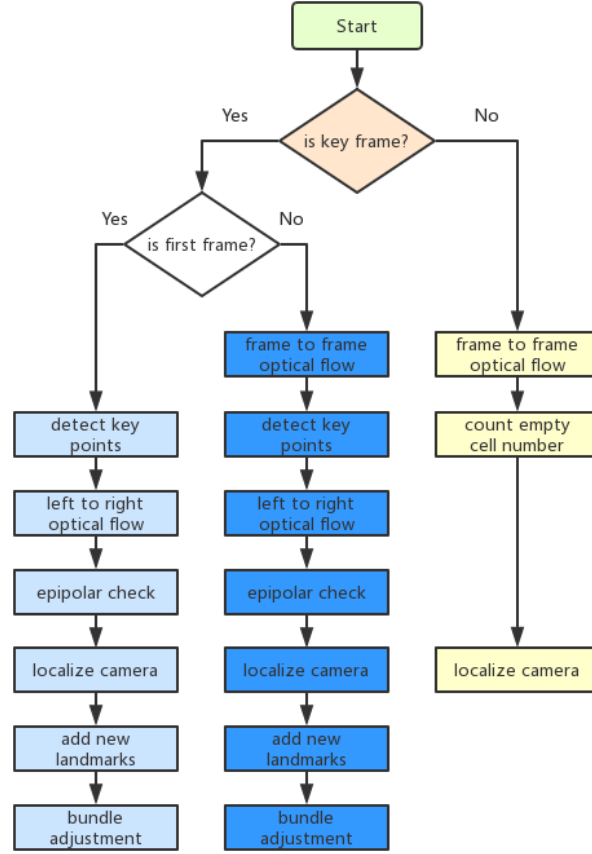 Start
Yes
is key frame?
No
Yes
is first frame?
No
frame to frame
optical flow
frame to frame
optical flow
detect key
points
detect key
points
count empty
cell number
left to right
optical flow
left to right
optical flow
epipolar check
epipolar check
localize camera
localize camera
localize camera
add new
landmarks
add new
landmarks
bundle
adjustment
bundle
adjustment